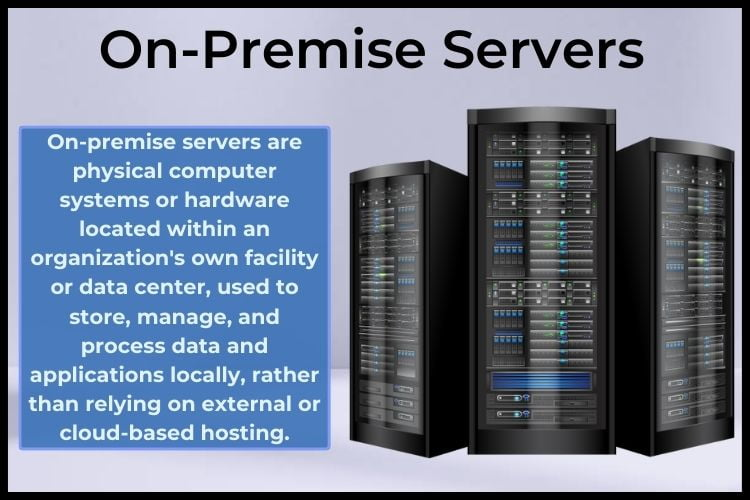 On-Premise Servers
On-premise servers are
physical computer
systems or hardware
located within an
organization's own facility
or data center, used to
store, manage, and
process data and
applications locally, rather
than relying on external or
cloud-based hosting.